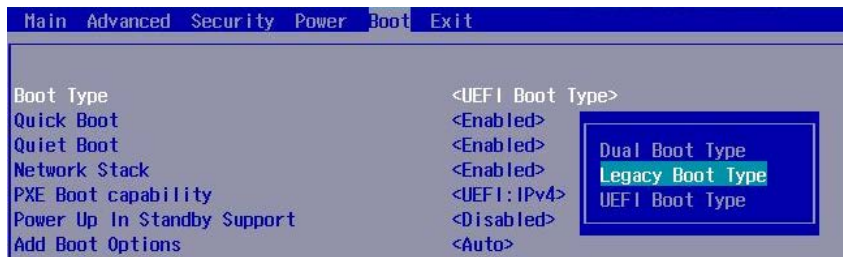 Main Advanced Security Power Boot Exit
Boot Type <UEFI Boot Type>
Quick Boot <Enabled>
Quiet Boot <Enabled>
Network Stack <Enabled>
PXE Boot capability <UEFI:IPv4>
Power Up In Standby Support <Disabled>
Add Boot Options <Auto>
Dual Boot Type
Legacy Boot Type
UEFI Boot Type